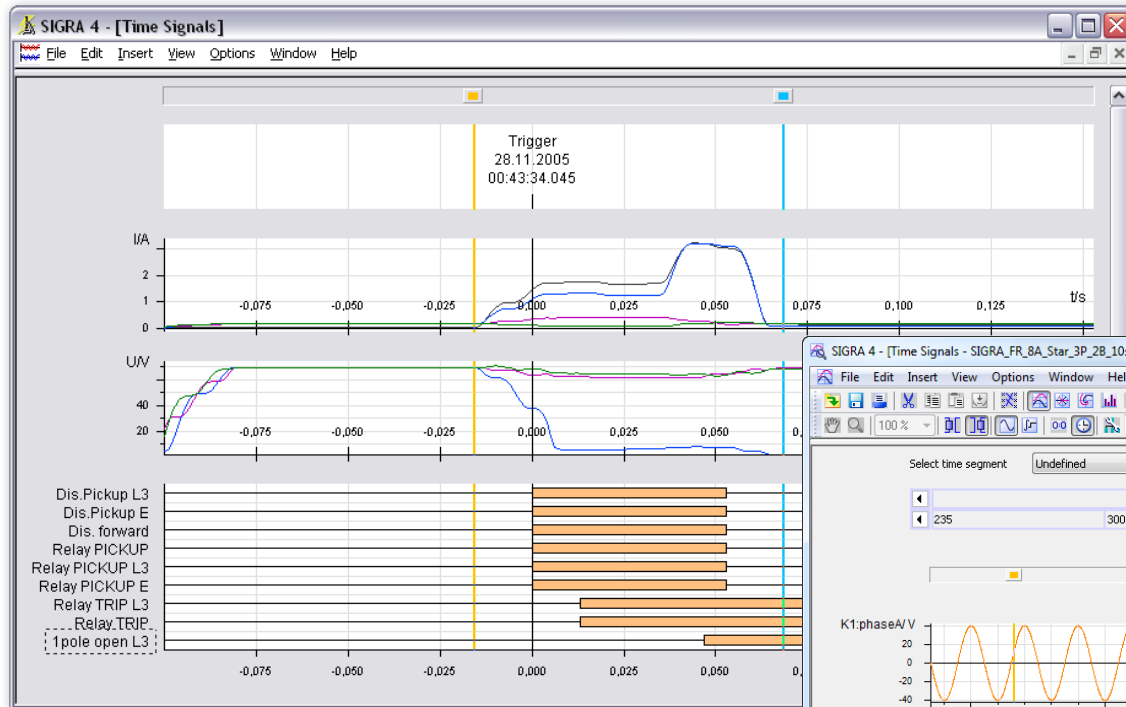 SIGRA 4 - [Time Signals]
File Edit Insert View Options Window Help
Trigger
28.11.2005
00:43:34.045
I/A
2
1
0
-0,075 -0,050 -0,025 0,000 0,025 0,050 0,075 0,100 0,125 t/s
U/V
40
20
-0,075 -0,050 -0,025 0,000 0,025 0,050 0,
Dis.Pickup L3
Dis.Pickup E
Dis. forward
Relay PICKUP
Relay PICKUP L3
Relay PICKUP E
Relay TRIP L3
Relay TRIP
1pole open L3
-0,075 -0,050 -0,025 0,000 0,025 0,050 0,
SIGRA 4 - [Time Signals - SIGRA_FR_8A_Star_3P_2B_10
File Edit Insert View Options Window Hel
100 %
Select time segment Undefined
235 300
K1:phaseA/V
20
0
-20
-40